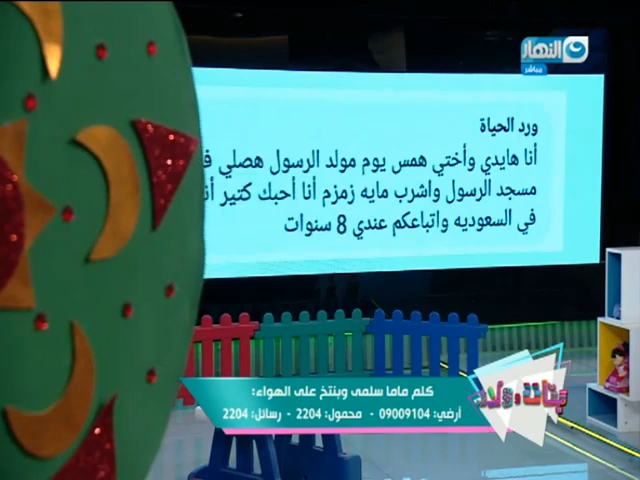 النهار
مباشر
ورد الحياة
أنا هايدي وأختي همس يوم مولد الرسول هصلي
مسجد الرسول واشرب مايه زمزم أنا أحبك كتير
في السعوديه واتباعكم عندي 8 سنوات
كلم ماما سلمى وبنتخ على الهواء:
أرضي: 09009104 - محمول: 2204 - رسائل: 2204
بنات وولاد